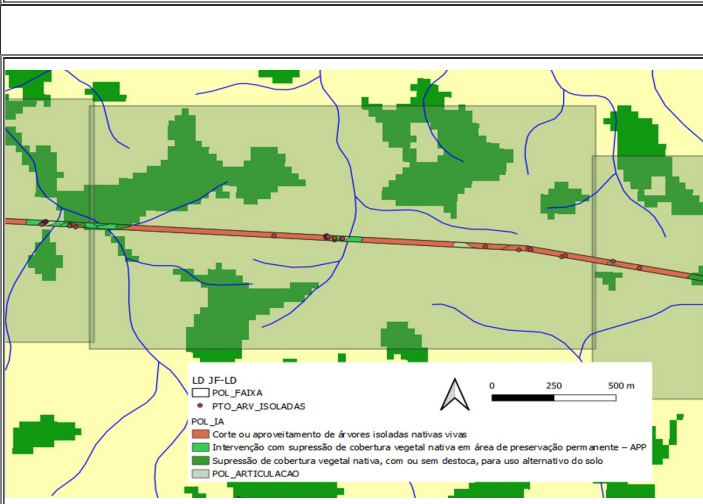 0 250 500 m
LD JF-LD
POL_FAIXA
PTO_ARV_ISOLADAS
POL_IA
Corte ou aproveitamento de árvores isoladas nativas vivas
Intervenção com supressão de cobertura vegetal nativa em área de preservação permanente – APP
Supressão de cobertura vegetal nativa, com ou sem destoca, para uso alternativo do solo
POL_ARTICULACAO